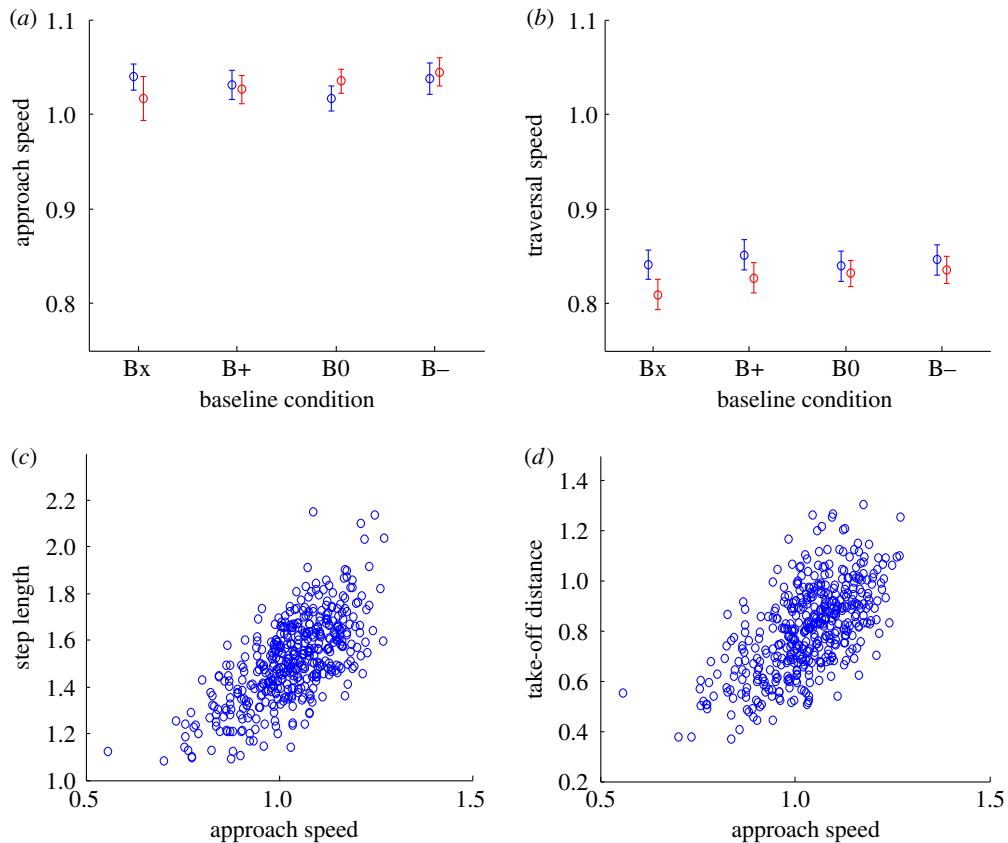 (a)
1.1
1.0
0.9
0.8
approach speed
Bx B+ B0 B–
baseline condition
(b)
1.1
1.0
0.9
0.8
traversal speed
Bx B+ B0 B–
baseline condition
(c)
2.2
2.0
1.8
1.6
1.4
1.2
1.0
step length
0.5 1.0 1.5
approach speed
(d)
1.4
1.2
1.0
0.8
0.6
0.4
0.2
take-off distance
0.5 1.0 1.5
approach speed